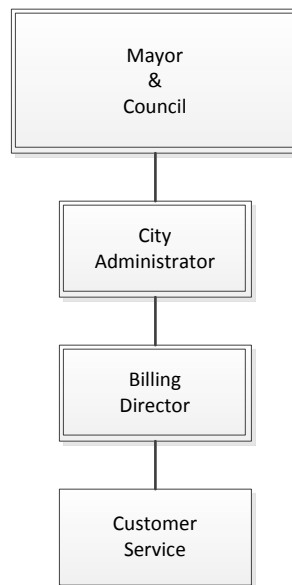 Mayor
&
Council
City
Administrator
Billing
Director
Customer
Service